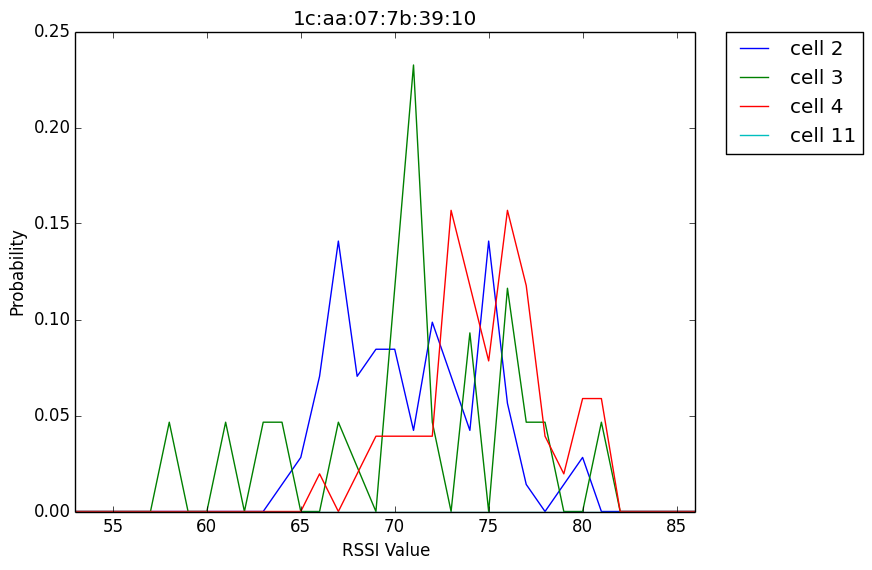 1c:aa:07:7b:39:10
0.25
0.20
0.15
0.10
0.05
0.00
Probability
55 60 65 70 75 80 85
RSSI Value
cell 2
cell 3
cell 4
cell 11